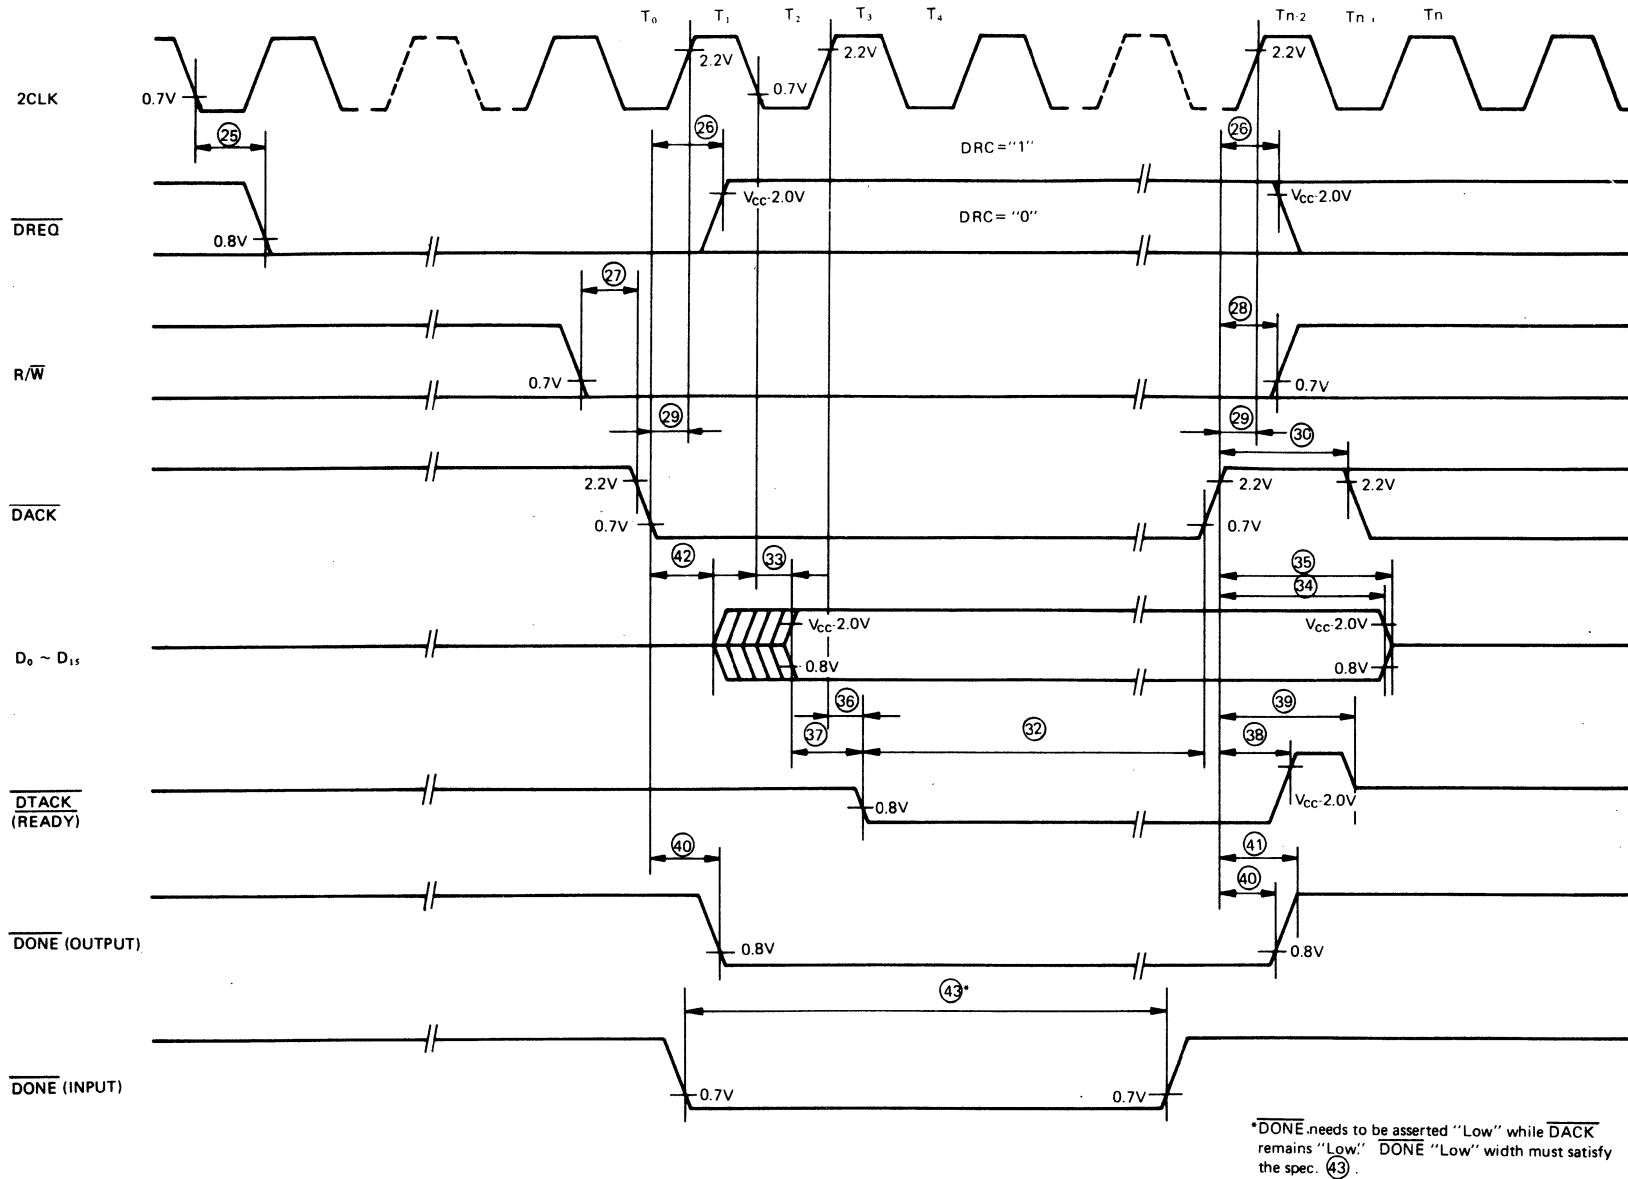 T₀ T₁ T₂ T₃ T₄ Tn-2 Tn-1 Tn
2CLK 0.7V 2.2V 0.7V 2.2V 2.2V
25 26 26
DRC="1"
DREQ 0.8V VCC-2.0V DRC="0" VCC-2.0V
27 28
R/W 0.7V 0.7V
29 29 30
DACK 2.2V 0.7V 0.7V 2.2V 2.2V
42 33 35
34
D₀ ~ D₁₅ VCC-2.0V 0.8V VCC-2.0V 0.8V
36 39
37 32 38
DTACK
(READY) 0.8V VCC-2.0V
40 41
40
DONE (OUTPUT) 0.8V 0.8V
43*
DONE (INPUT) 0.7V 0.7V
*DONE needs to be asserted "Low" while DACK
remains "Low." DONE "Low" width must satisfy
the spec. 43 .